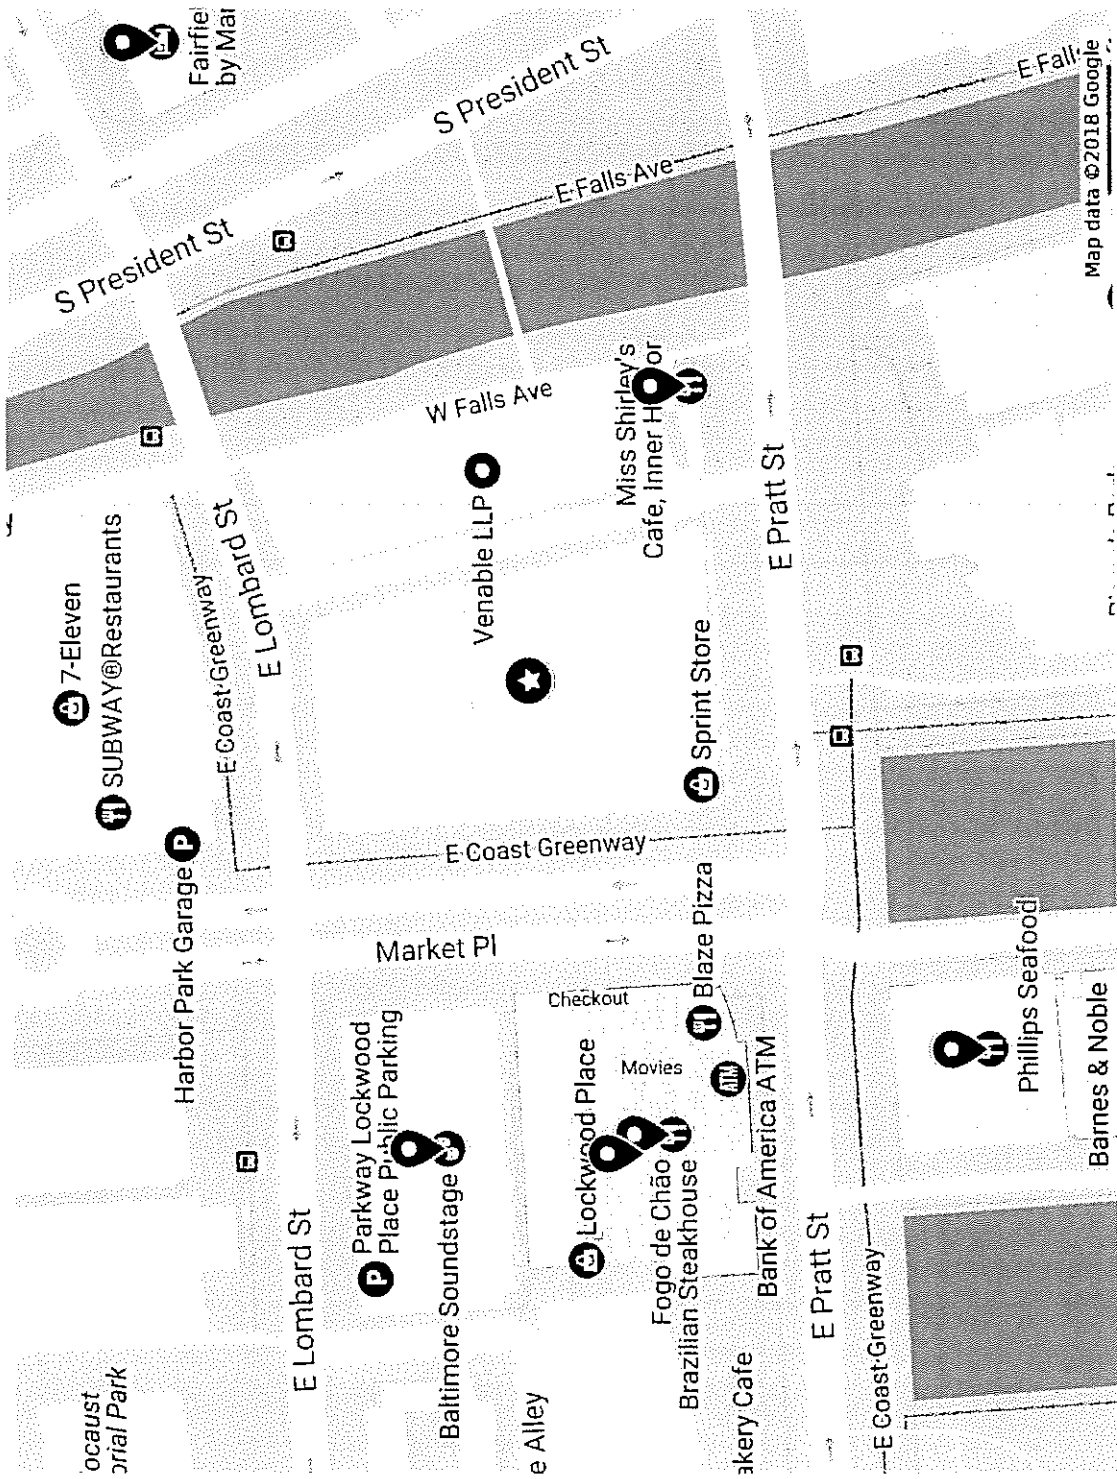 Fairfie
by Mar
S President St
E Fall
S President St
E Falls Ave
Map data ©2018 Google
W Falls Ave
Miss Shirley's
Cafe, Inner H or
7-Eleven
SUBWAY®Restaurants
E Coast Greenway
E Lombard St
Venable LLP
E Pratt St
Sprint Store
Harbor Park Garage
P
E Coast Greenway
Market Pl
Blaze Pizza
Checkout
Movies
Phillips Seafood
Barnes & Noble
Parkway Lockwood
Place Public Parking
P
Baltimore Soundstage
Lockwood Place
Fogo de Chão
Brazilian Steakhouse
ATM
Bank of America ATM
E Lombard St
E Pratt St
E Coast Greenway
ocaust
orial Park
e Alley
akery Cafe